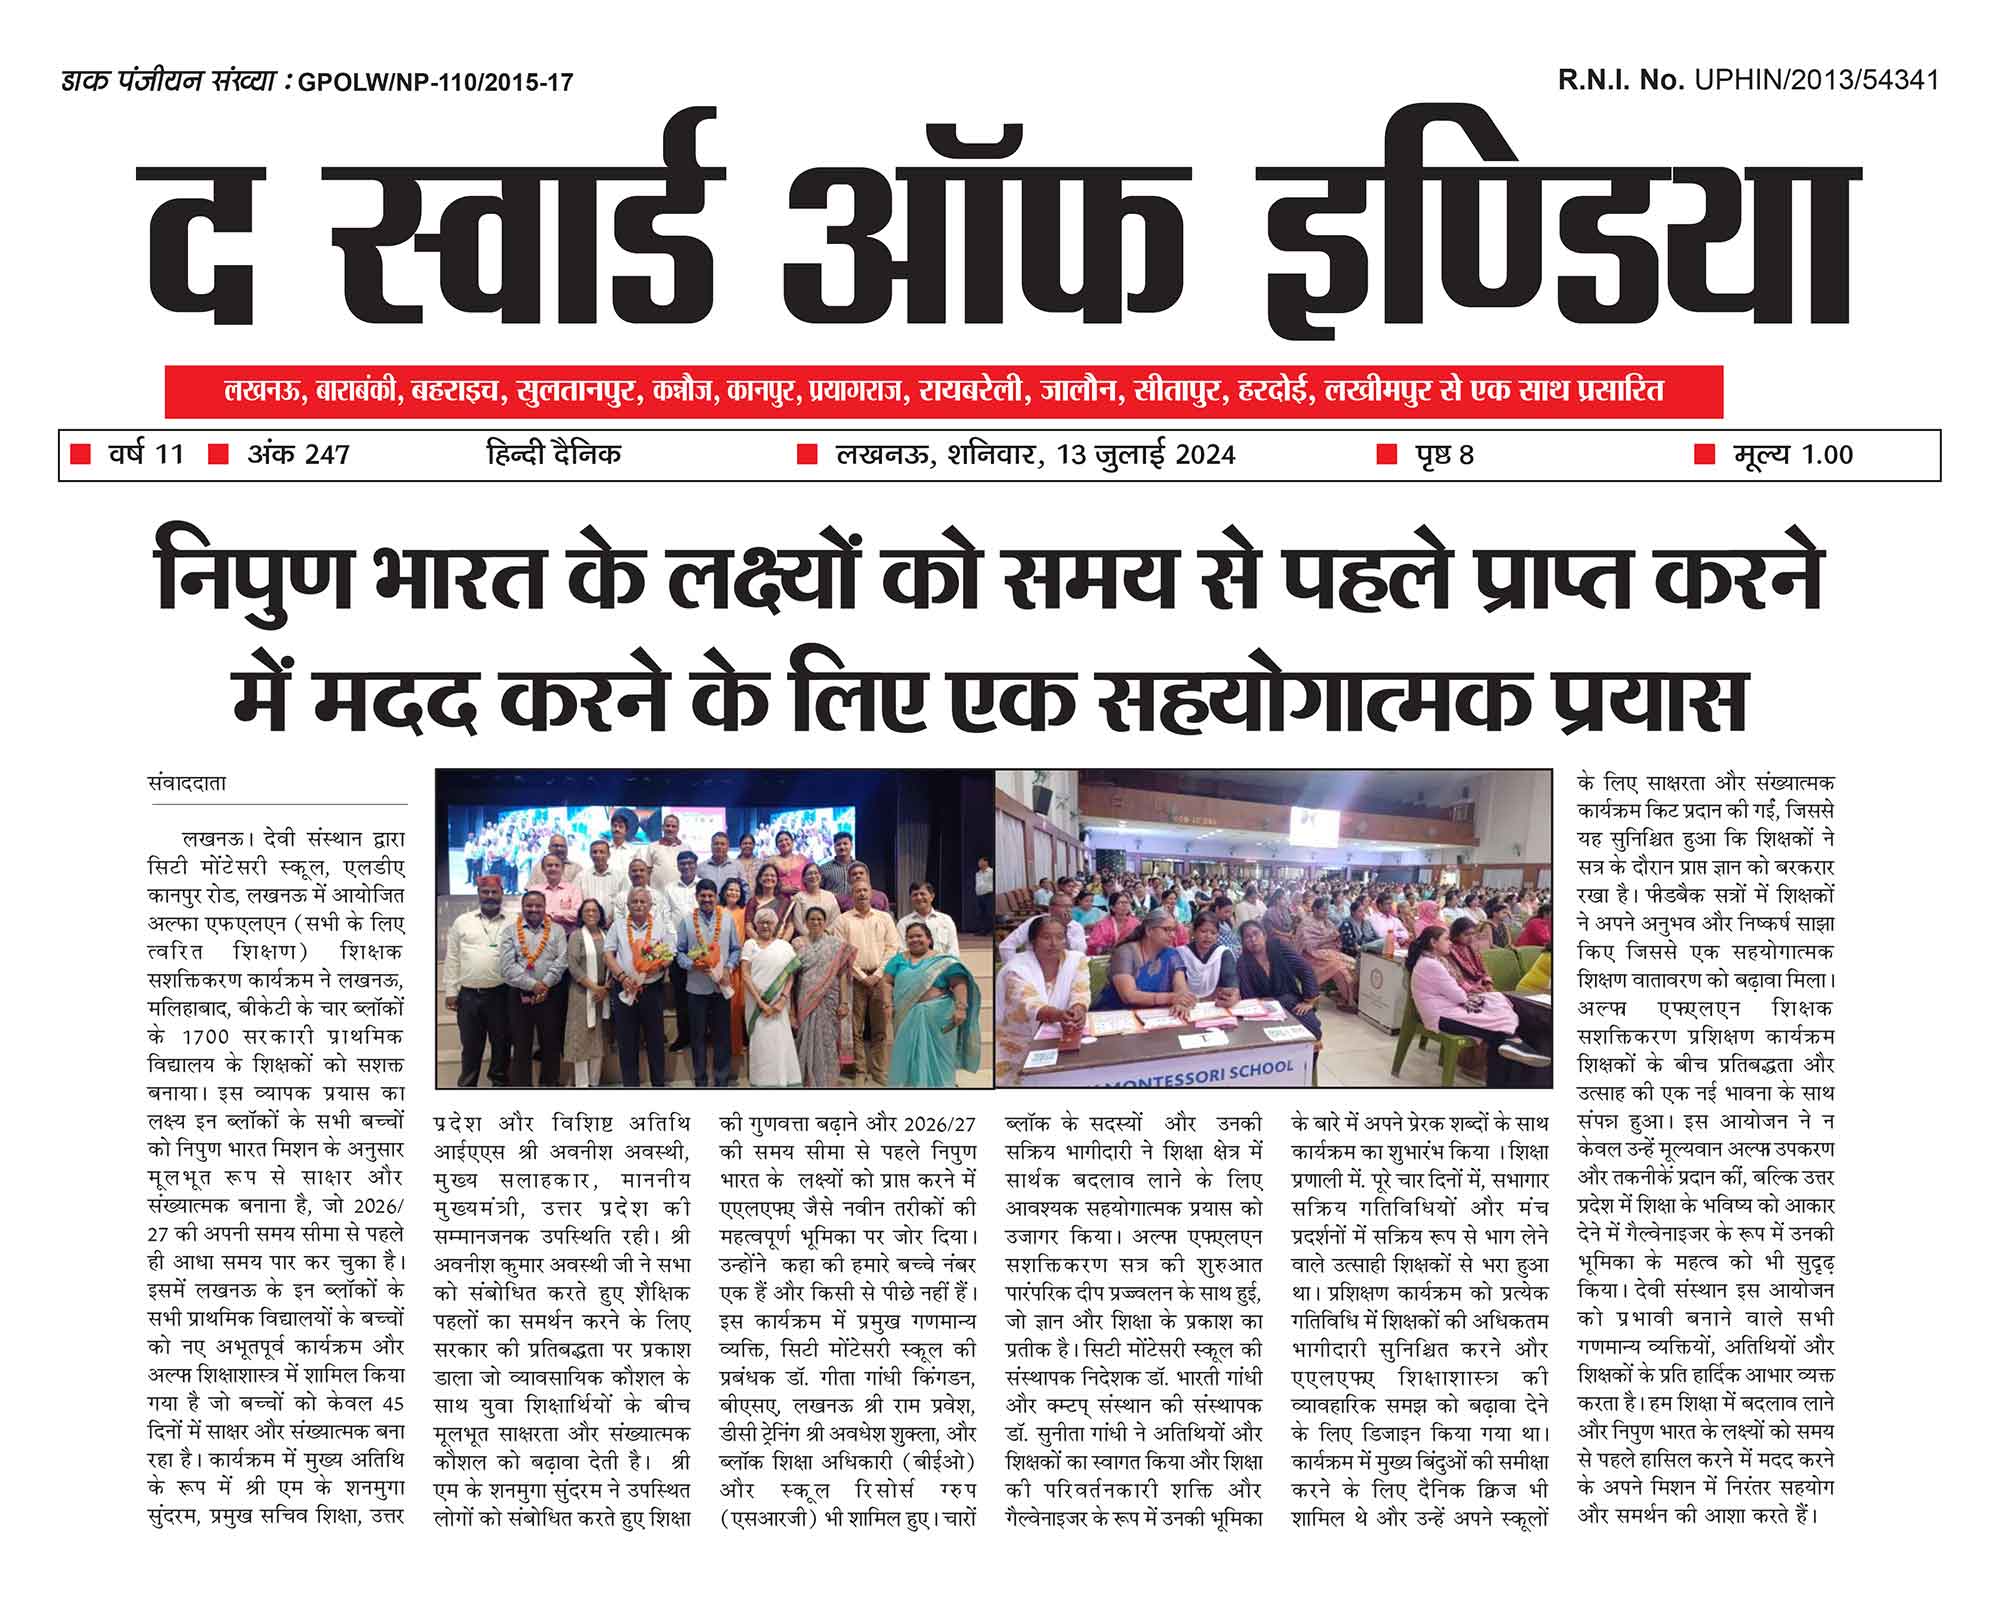 डाक पंजीयन संख्या : GPOLW/NP-110/2015-17
R.N.I. No. UPHIN/2013/54341
द स्वार्ड ऑफ इण्डिया
लखनऊ, बाराबंकी, बहराइच, सुलतानपुर, कन्नौज, कानपुर, प्रयागराज, रायबरेली, जालौन, सीतापुर, हरदोई, लखीमपुर से एक साथ प्रसारित
वर्ष 11 अंक 247 हिन्दी दैनिक लखनऊ, शनिवार, 13 जुलाई 2024 पृष्ठ 8 मूल्य 1.00
निपुण भारत के लक्ष्यों को समय से पहले प्राप्त करने
में मदद करने के लिए एक सहयोगात्मक प्रयास
संवाददाता
लखनऊ। देवी संस्थान द्वारा
सिटी मोंटेसरी स्कूल, एलडीए
कानपुर रोड, लखनऊ में आयोजित
अल्फा एफएलएन (सभी के लिए
त्वरित शिक्षण) शिक्षक
सशक्तिकरण कार्यक्रम ने लखनऊ,
मलिहाबाद, बीकेटी के चार ब्लॉकों
के 1700 सरकारी प्राथमिक
विद्यालय के शिक्षकों को सशक्त
बनाया। इस व्यापक प्रयास का
लक्ष्य इन ब्लॉकों के सभी बच्चों
को निपुण भारत मिशन के अनुसार
मूलभूत रूप से साक्षर और
संख्यात्मक बनाना है, जो 2026/
27 की अपनी समय सीमा से पहले
ही आधा समय पार कर चुका है।
इसमें लखनऊ के इन ब्लॉकों के
सभी प्राथमिक विद्यालयों के बच्चों
को नए अभूतपूर्व कार्यक्रम और
अल्फ शिक्षाशास्त्र में शामिल किया
गया है जो बच्चों को केवल 45
दिनों में साक्षर और संख्यात्मक बना
रहा है। कार्यक्रम में मुख्य अतिथि
के रूप में श्री एम के शनमुगा
सुंदरम, प्रमुख सचिव शिक्षा, उत्तर
MONTESSORI SCHOOL
प्रदेश और विशिष्ट अतिथि
आईएएस श्री अवनीश अवस्थी,
मुख्य सलाहकार, माननीय
मुख्यमंत्री, उत्तर प्रदेश की
सम्मानजनक उपस्थिति रही। श्री
अवनीश कुमार अवस्थी जी ने सभा
को संबोधित करते हुए शैक्षिक
पहलों का समर्थन करने के लिए
सरकार की प्रतिबद्धता पर प्रकाश
डाला जो व्यावसायिक कौशल के
साथ युवा शिक्षार्थियों के बीच
मूलभूत साक्षरता और संख्यात्मक
कौशल को बढ़ावा देती है। श्री
एम के शनमुगा सुंदरम ने उपस्थित
लोगों को संबोधित करते हुए शिक्षा
की गुणवत्ता बढ़ाने और 2026/27
की समय सीमा से पहले निपुण
भारत के लक्ष्यों को प्राप्त करने में
एएलएफ्ए जैसे नवीन तरीकों की
महत्वपूर्ण भूमिका पर जोर दिया।
उन्होंने कहा की हमारे बच्चे नंबर
एक हैं और किसी से पीछे नहीं हैं।
इस कार्यक्रम में प्रमुख गणमान्य
व्यक्ति, सिटी मोंटेसरी स्कूल की
प्रबंधक डॉ. गीता गांधी किंगडन,
बीएसए, लखनऊ श्री राम प्रवेश,
डीसी ट्रेनिंग श्री अवधेश शुक्ला, और
ब्लॉक शिक्षा अधिकारी (बीईओ)
और स्कूल रिसोर्स ग्रुप
(एसआरजी) भी शामिल हुए। चारों
ब्लॉक के सदस्यों और उनकी
सक्रिय भागीदारी ने शिक्षा क्षेत्र में
सार्थक बदलाव लाने के लिए
आवश्यक सहयोगात्मक प्रयास को
उजागर किया। अल्फ एफ्एलएन
सशक्तिकरण सत्र की शुरुआत
पारंपरिक दीप प्रज्ज्वलन के साथ हुई,
जो ज्ञान और शिक्षा के प्रकाश का
प्रतीक है। सिटी मोंटेसरी स्कूल की
संस्थापक निदेशक डॉ. भारती गांधी
और क्म्टप् संस्थान की संस्थापक
डॉ. सुनीता गांधी ने अतिथियों और
शिक्षकों का स्वागत किया और शिक्षा
की परिवर्तनकारी शक्ति और
गैल्वेनाइजर के रूप में उनकी भूमिका
के बारे में अपने प्रेरक शब्दों के साथ
कार्यक्रम का शुभारंभ किया । शिक्षा
प्रणाली में. पूरे चार दिनों में, सभागार
सक्रिय गतिविधियों और मंच
प्रदर्शनों में सक्रिय रूप से भाग लेने
वाले उत्साही शिक्षकों से भरा हुआ
था। प्रशिक्षण कार्यक्रम को प्रत्येक
गतिविधि में शिक्षकों की अधिकतम
भागीदारी सुनिश्चित करने और
एएलएफ्ए शिक्षाशास्त्र की
व्यावहारिक समझ को बढ़ावा देने
के लिए डिजाइन किया गया था।
कार्यक्रम में मुख्य बिंदुओं की समीक्षा
करने के लिए दैनिक क्विज भी
शामिल थे और उन्हें अपने स्कूलों
के लिए साक्षरता और संख्यात्मक
कार्यक्रम किट प्रदान की गईं, जिससे
यह सुनिश्चित हुआ कि शिक्षकों ने
सत्र के दौरान प्राप्त ज्ञान को बरकरार
रखा है। फीडबैक सत्रों में शिक्षकों
ने अपने अनुभव और निष्कर्ष साझा
किए जिससे एक सहयोगात्मक
शिक्षण वातावरण को बढ़ावा मिला।
अल्फ एफ्एलएन शिक्षक
सशक्तिकरण प्रशिक्षण कार्यक्रम
शिक्षकों के बीच प्रतिबद्धता और
उत्साह की एक नई भावना के साथ
संपन्न हुआ। इस आयोजन ने न
केवल उन्हें मूल्यवान अल्फ उपकरण
और तकनीकें प्रदान कीं, बल्कि उत्तर
प्रदेश में शिक्षा के भविष्य को आकार
देने में गैल्वेनाइजर के रूप में उनकी
भूमिका के महत्व को भी सुदृढ़
किया। देवी संस्थान इस आयोजन
को प्रभावी बनाने वाले सभी
गणमान्य व्यक्तियों, अतिथियों और
शिक्षकों के प्रति हार्दिक आभार व्यक्त
करता है। हम शिक्षा में बदलाव लाने
और निपुण भारत के लक्ष्यों को समय
से पहले हासिल करने में मदद करने
के अपने मिशन में निरंतर सहयोग
और समर्थन की आशा करते हैं।